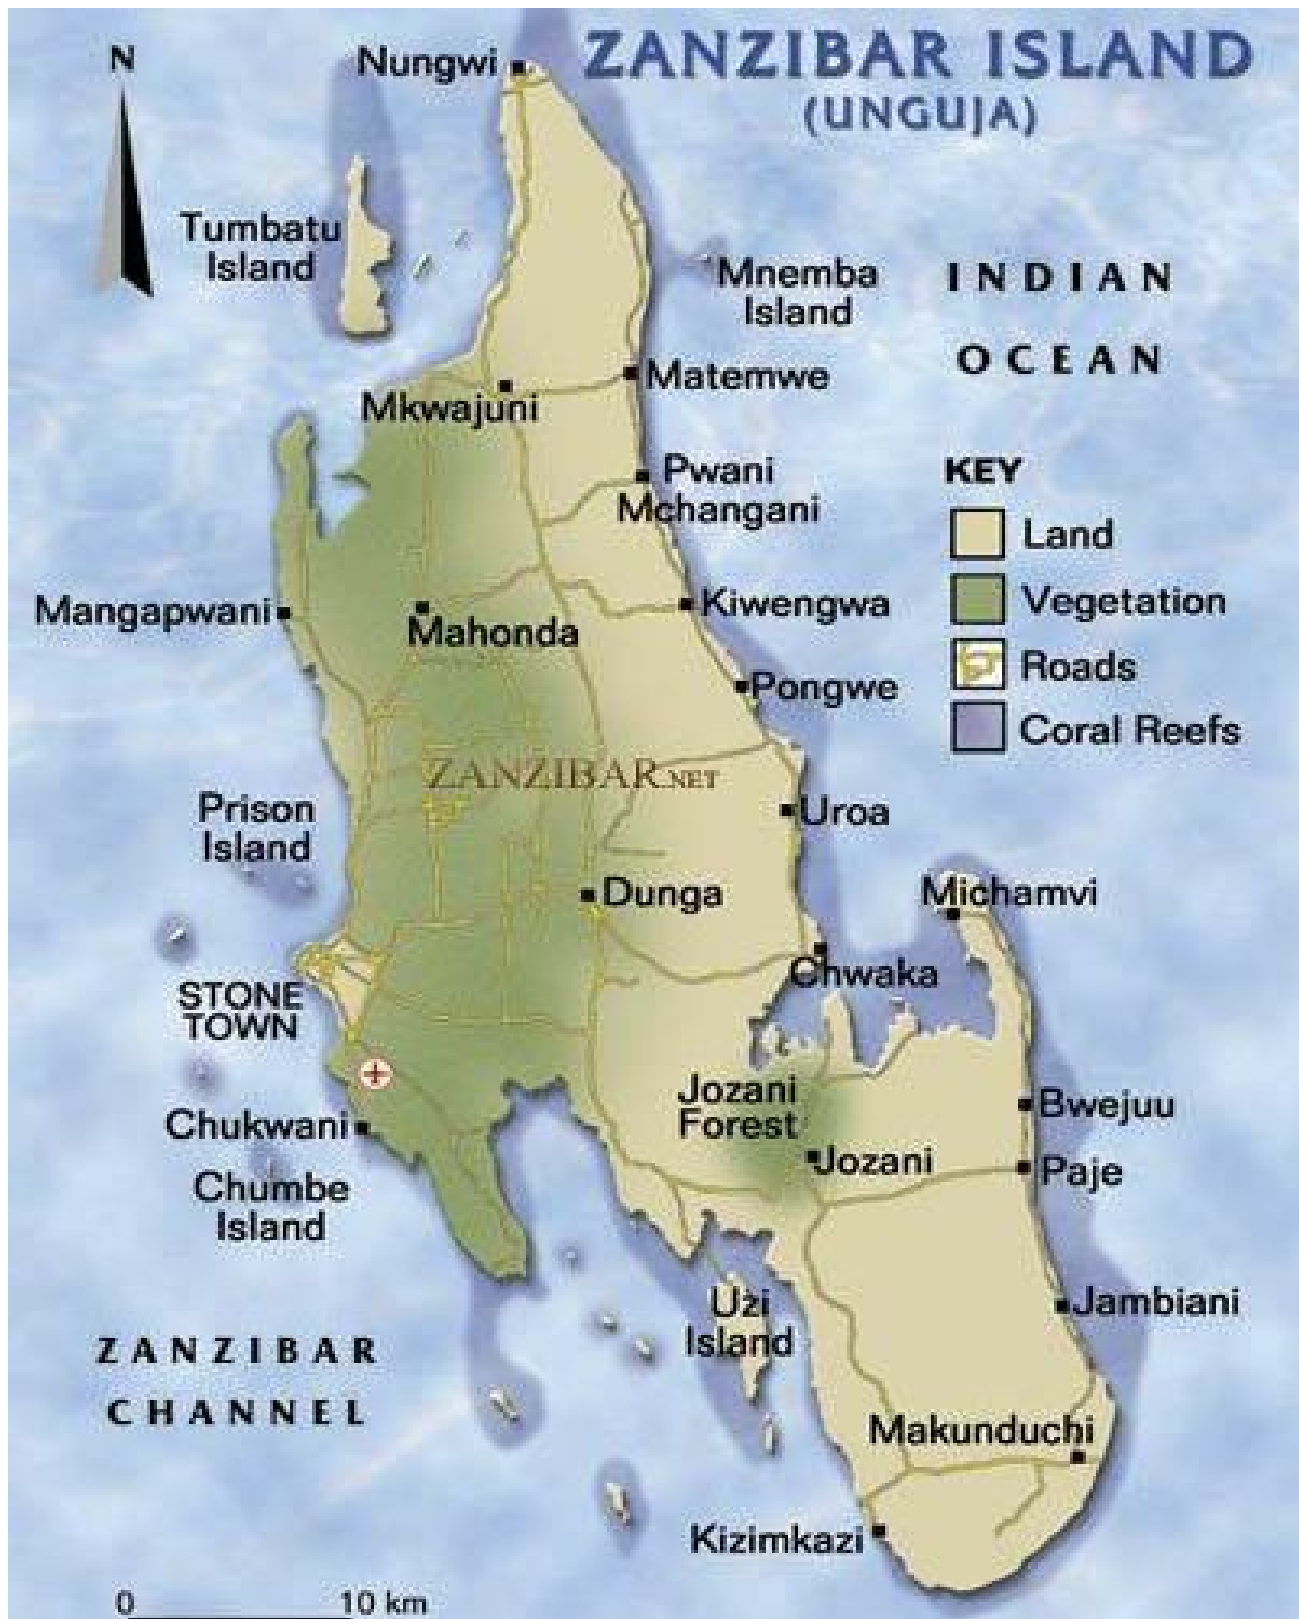 N
Nungwi
ZANZIBAR ISLAND
(UNGUJA)
Tumbatu
Island
Mnemba
Island
INDIAN
OCEAN
Matemwe
Mkwajuni
KEY
Land
Vegetation
Roads
Coral Reefs
Pwani
Mchangani
Mangapwani
Mahonda
Kiwengwa
Pongwe
ZANZIBAR.NET
Prison
Island
Uroa
Dunga
Michamvi
Chwaka
STONE
TOWN
Jozani
Forest
Bwejuu
Chukwani
Jozani
Paje
Chumbe
Island
Uzi
Island
Jambiani
ZANZIBAR
CHANNEL
Makunduchi
Kizimkazi
0 10 km